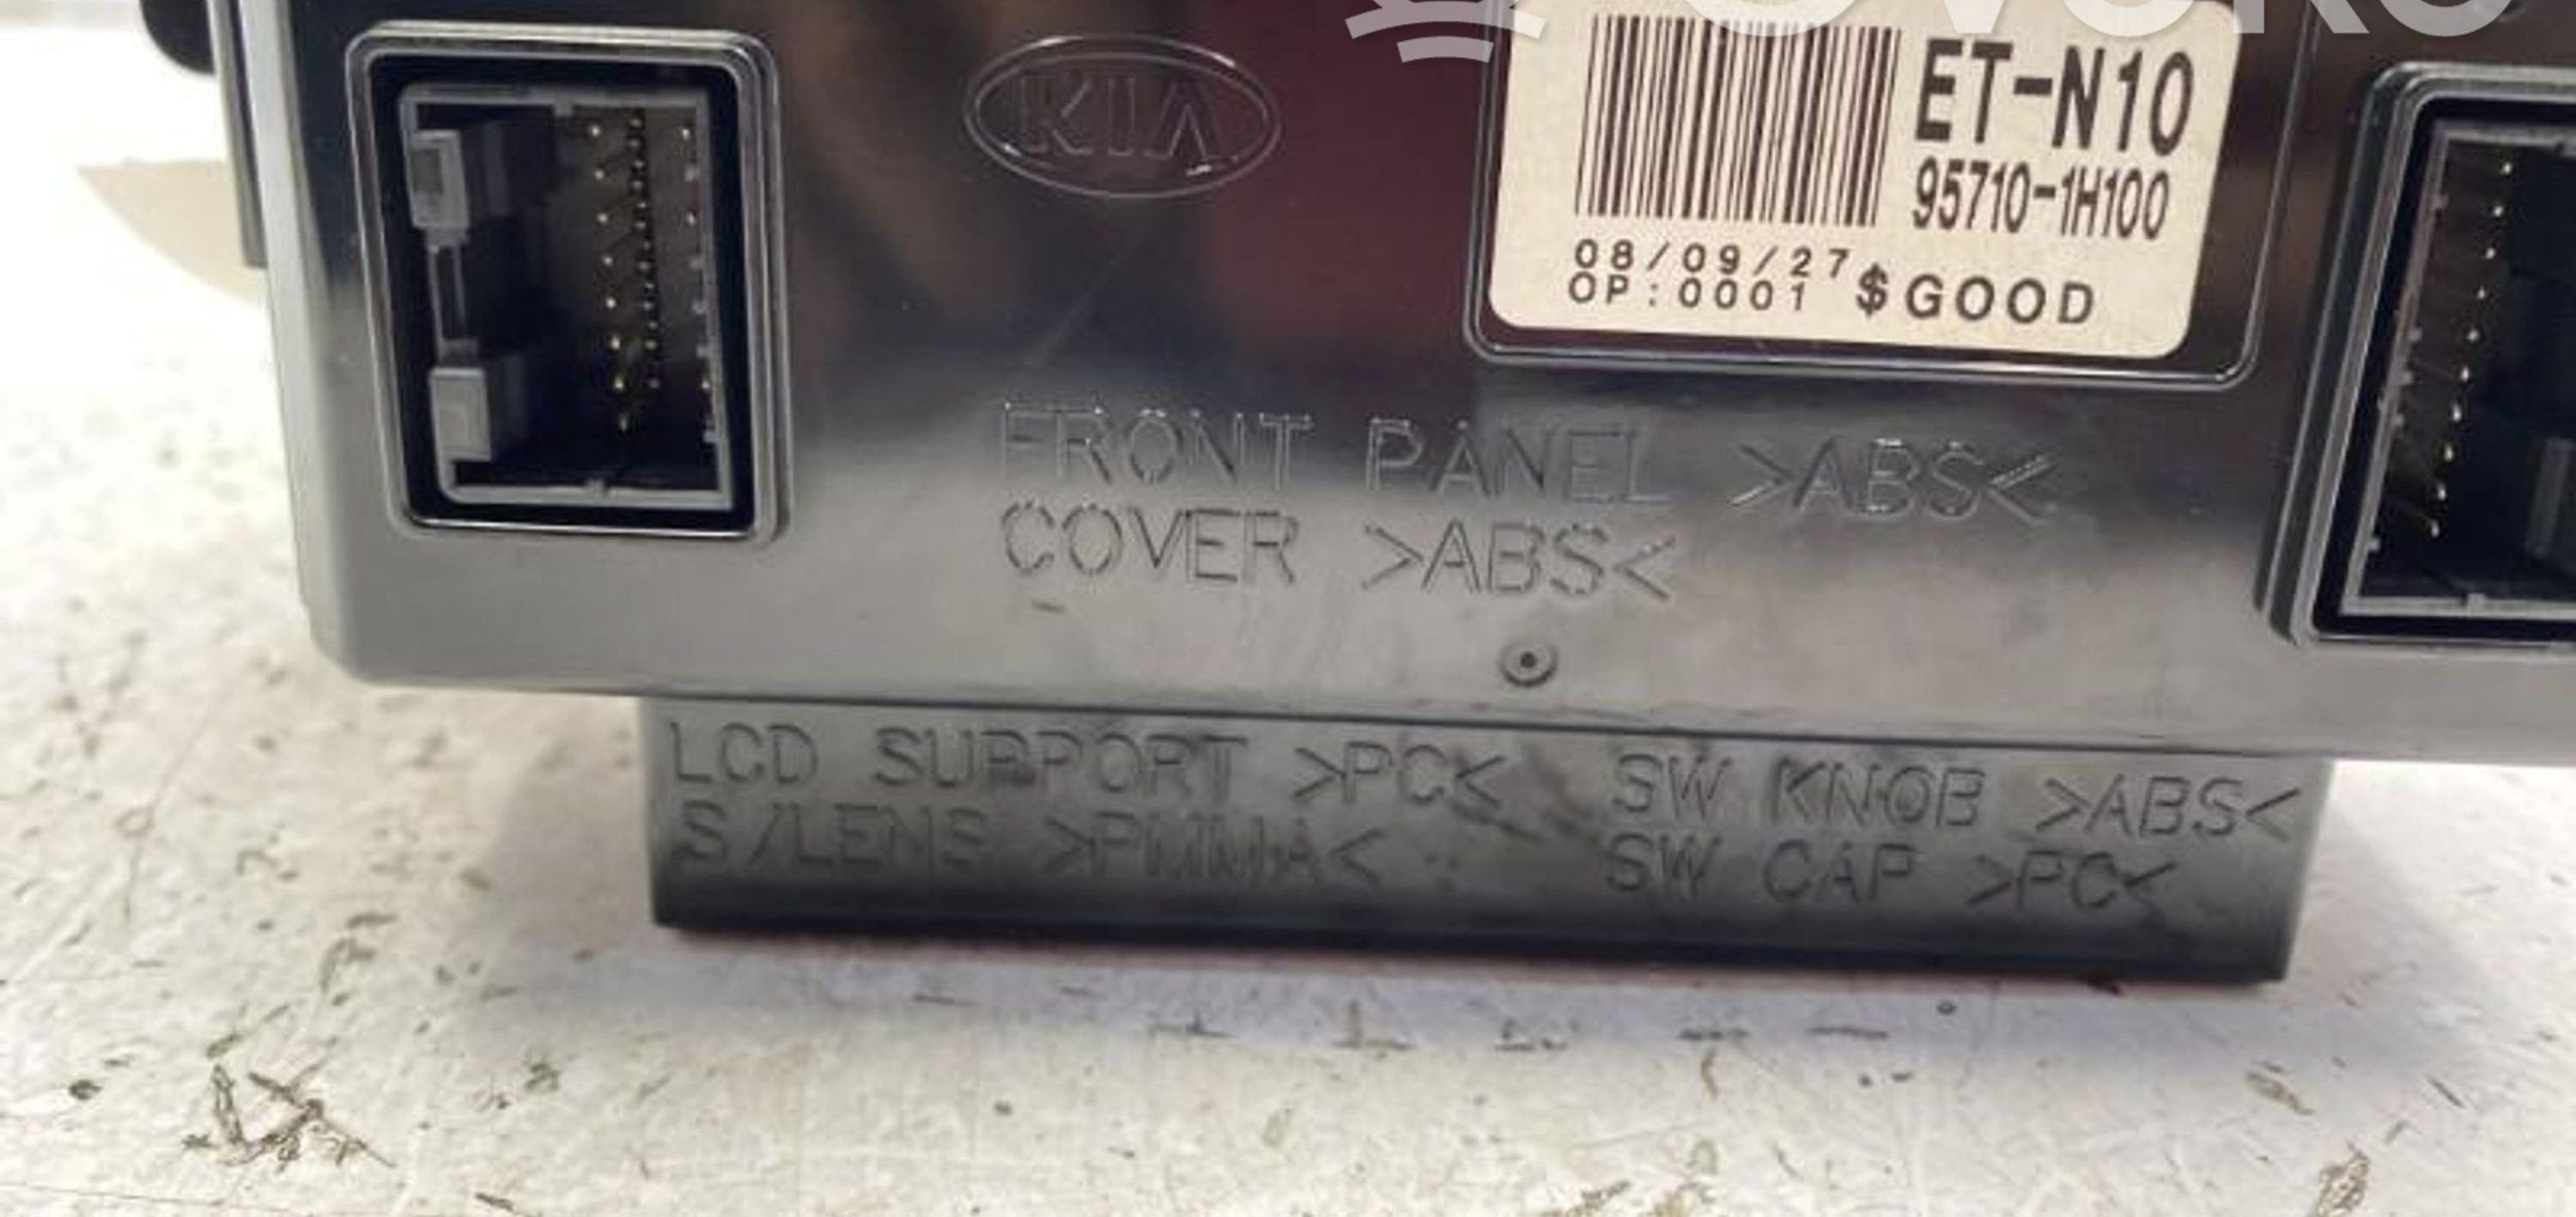 KIA
ET-N10
95710-1H100
08/09/27
OP:0001 $GOOD
FRONT PANEL >ABS<
COVER >ABS<
LCD SUPPORT >PC< SW KNOB >ABS<
S/LENS >PMMA< SW CAP >PC<